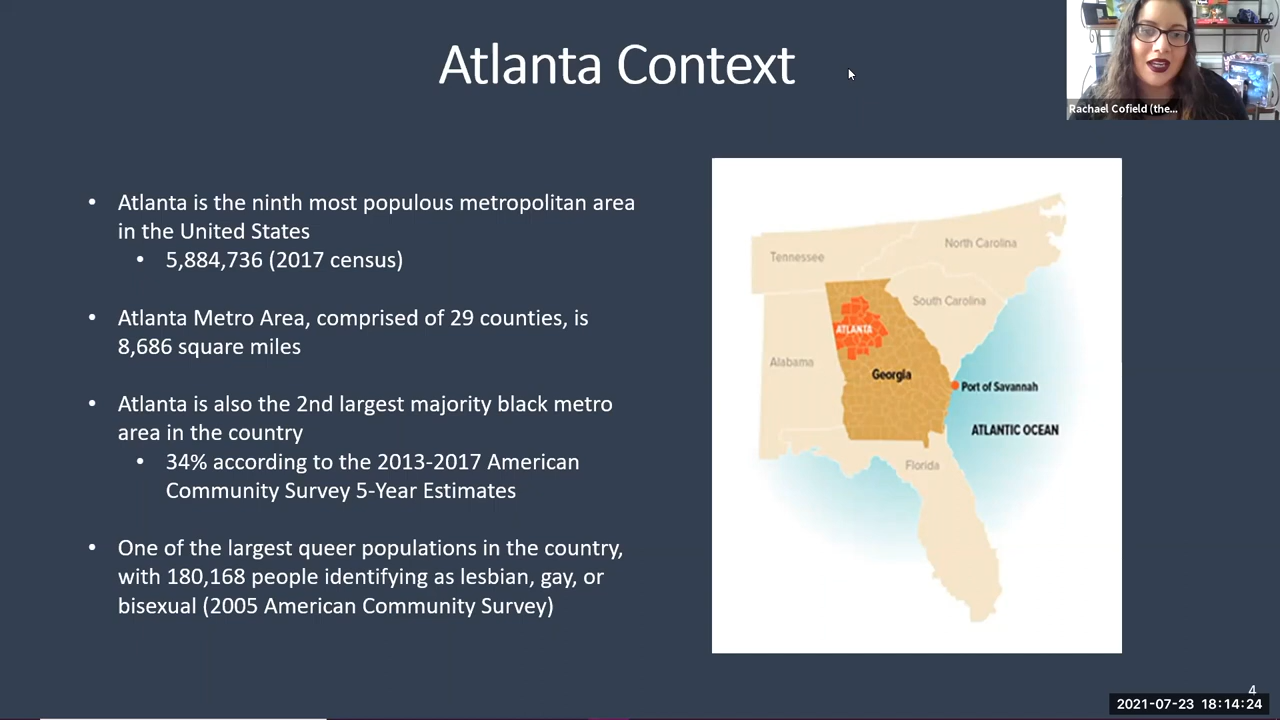 Atlanta Context
Rachael Cofield (the...
• Atlanta is the ninth most populous metropolitan area
in the United States
• 5,884,736 (2017 census)
• Atlanta Metro Area, comprised of 29 counties, is
8,686 square miles
• Atlanta is also the 2nd largest majority black metro
area in the country
• 34% according to the 2013-2017 American
Community Survey 5-Year Estimates
• One of the largest queer populations in the country,
with 180,168 people identifying as lesbian, gay, or
bisexual (2005 American Community Survey)
North Carolina
Tennessee
South Carolina
ATLANTA
Alabama
Georgia
Port of Savannah
ATLANTIC OCEAN
Florida
4
2021-07-23 18:14:24